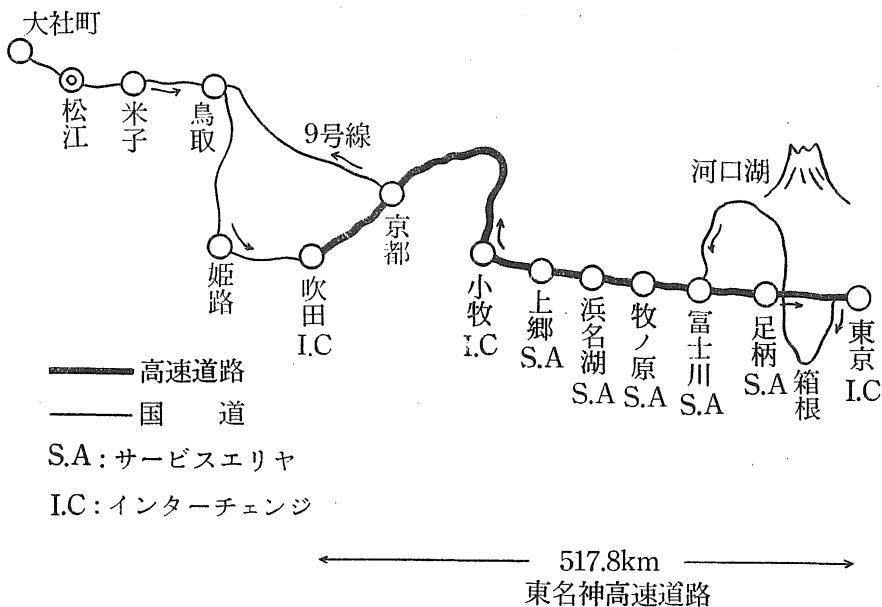 大社町
松江
米子
鳥取
9号線
京都
姫路
吹田
I.C
小牧
I.C
上郷
S.A
浜名湖
S.A
牧ノ原
S.A
富士川
S.A
足柄
S.A
箱根
東京
I.C
河口湖
高速道路
国 道
S.A:サービスエリヤ
I.C:インターチェンジ
517.8km
東名神高速道路